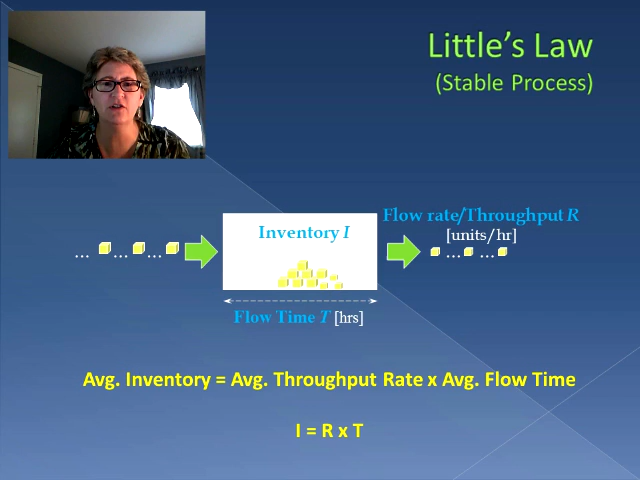 Little's Law
(Stable Process)
Flow rate/Throughput R
[units/hr]
Inventory I
... ... ...
... ...
Flow Time T [hrs]
Avg. Inventory = Avg. Throughput Rate x Avg. Flow Time
I = R x T